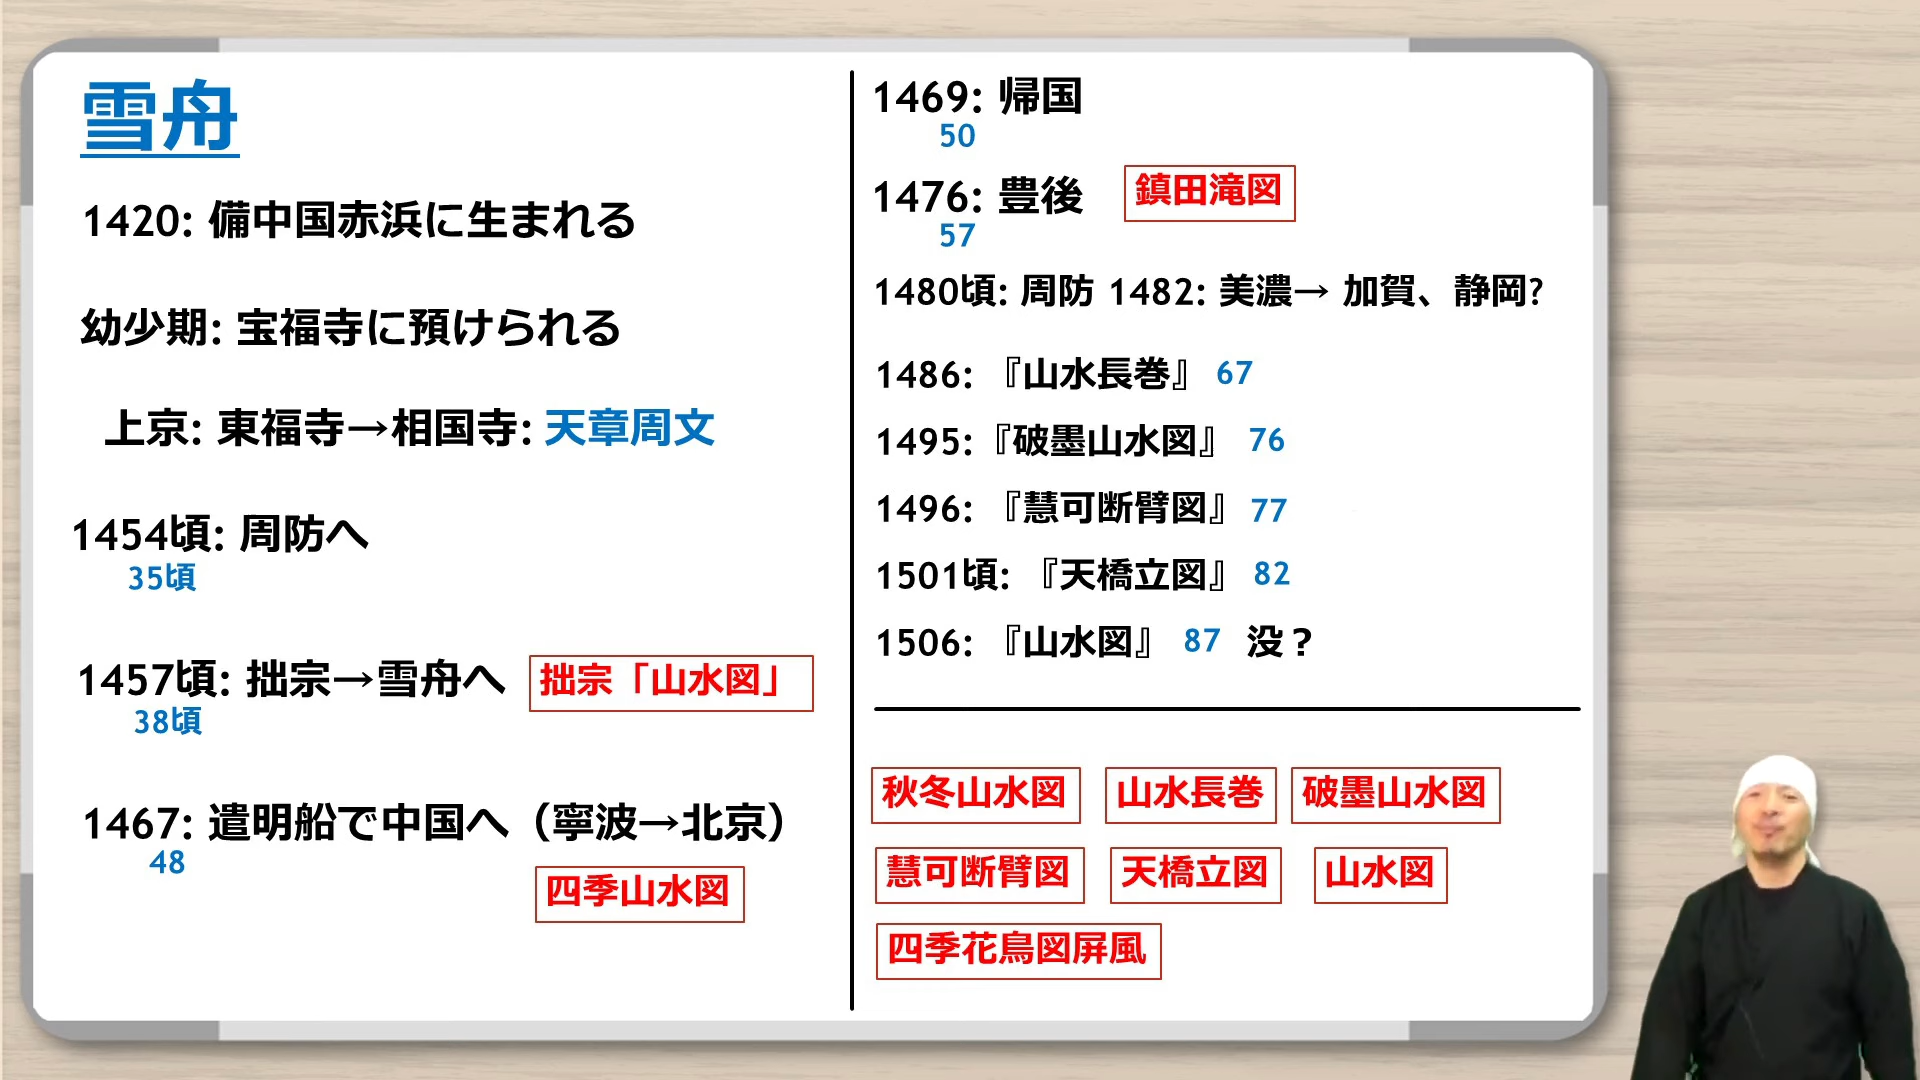 雪舟
1420: 備中国赤浜に生まれる
幼少期: 宝福寺に預けられる
上京: 東福寺→相国寺: 天章周文
1454頃: 周防へ
35頃
1457頃: 拙宗→雪舟へ 拙宗「山水図」
38頃
1467: 遣明船で中国へ（寧波→北京）
48
四季山水図
1469: 帰国
50
1476: 豊後 鎮田滝図
57
1480頃: 周防 1482: 美濃→ 加賀、静岡?
1486: 『山水長巻』 67
1495:『破墨山水図』 76
1496: 『慧可断臂図』 77
1501頃: 『天橋立図』 82
1506: 『山水図』 87 没？
秋冬山水図 山水長巻 破墨山水図
慧可断臂図 天橋立図 山水図
四季花鳥図屏風